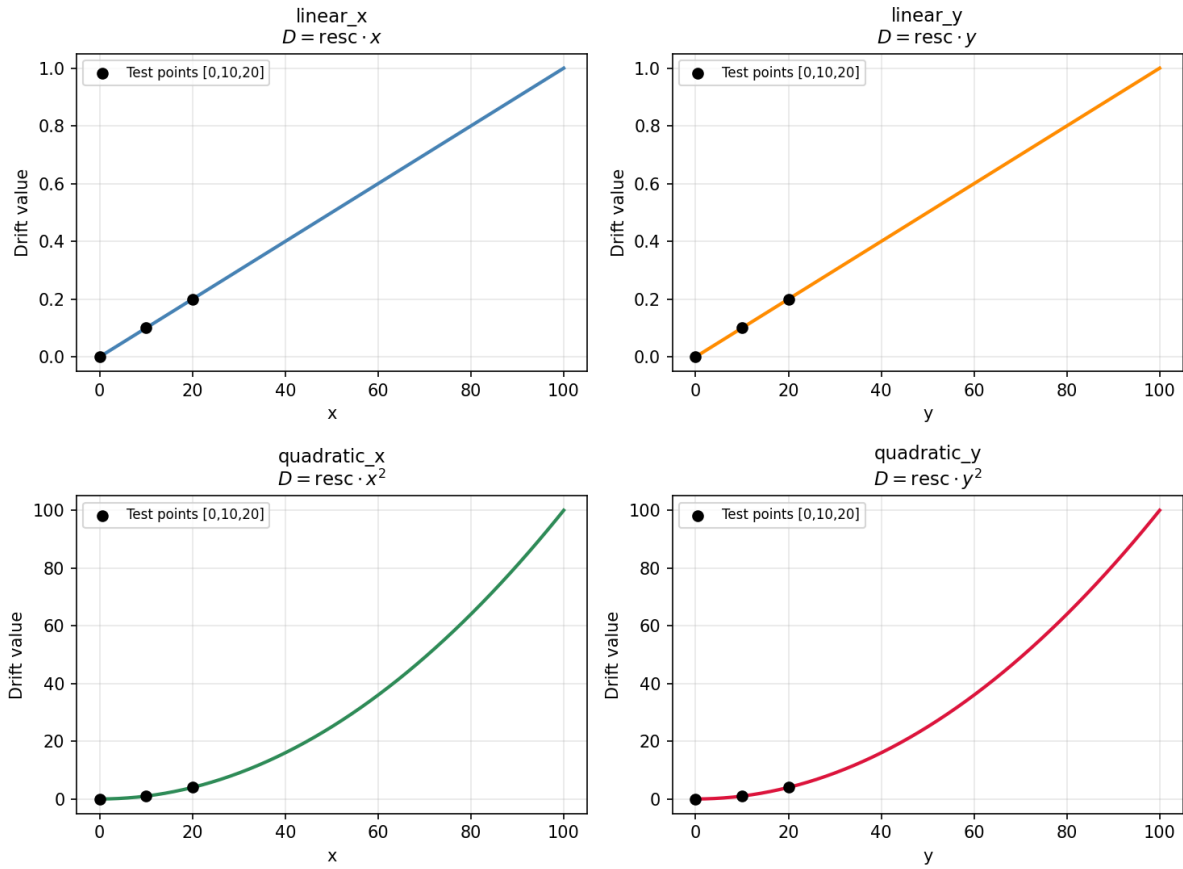 linear_x
D = resc · x
Test points [0,10,20]
1.0
0.8
0.6
0.4
0.2
0.0
Drift value
0 20 40 60 80 100
x
linear_y
D = resc · y
Test points [0,10,20]
1.0
0.8
0.6
0.4
0.2
0.0
Drift value
0 20 40 60 80 100
y
quadratic_x
D = resc · x²
Test points [0,10,20]
100
80
60
40
20
0
Drift value
0 20 40 60 80 100
x
quadratic_y
D = resc · y²
Test points [0,10,20]
100
80
60
40
20
0
Drift value
0 20 40 60 80 100
y